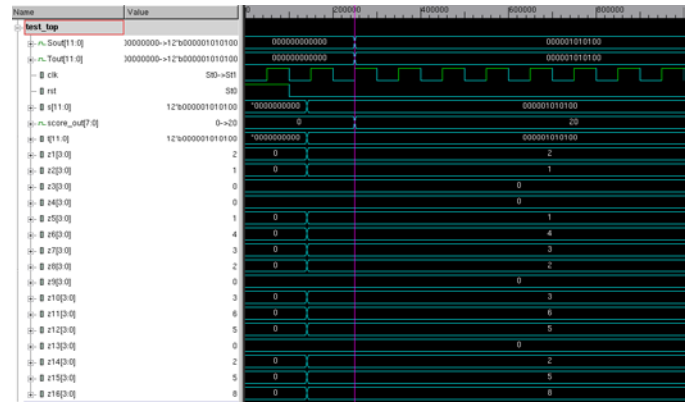 Name Value 0 200000 400000 600000 800000
test_top
Sout[11:0] 00000000->12'b000001010100 000000000000 000001010100
Tout[11:0] 00000000->12'b000001010100 000000000000 000001010100
clk St0->St1
rst St0
s[11:0] 12'b000001010100 *0000000000 000001010100
score_out[7:0] 0->20 0 20
t[11:0] 12'b000001010100 *0000000000 000001010100
z1[3:0] 2 0 2
z2[3:0] 1 0 1
z3[3:0] 0 0
z4[3:0] 0 0
z5[3:0] 1 0 1
z6[3:0] 4 0 4
z7[3:0] 3 0 3
z8[3:0] 2 0 2
z9[3:0] 0 0
z10[3:0] 3 0 3
z11[3:0] 6 0 6
z12[3:0] 5 0 5
z13[3:0] 0 0
z14[3:0] 2 0 2
z15[3:0] 5 0 5
z16[3:0] 8 0 8